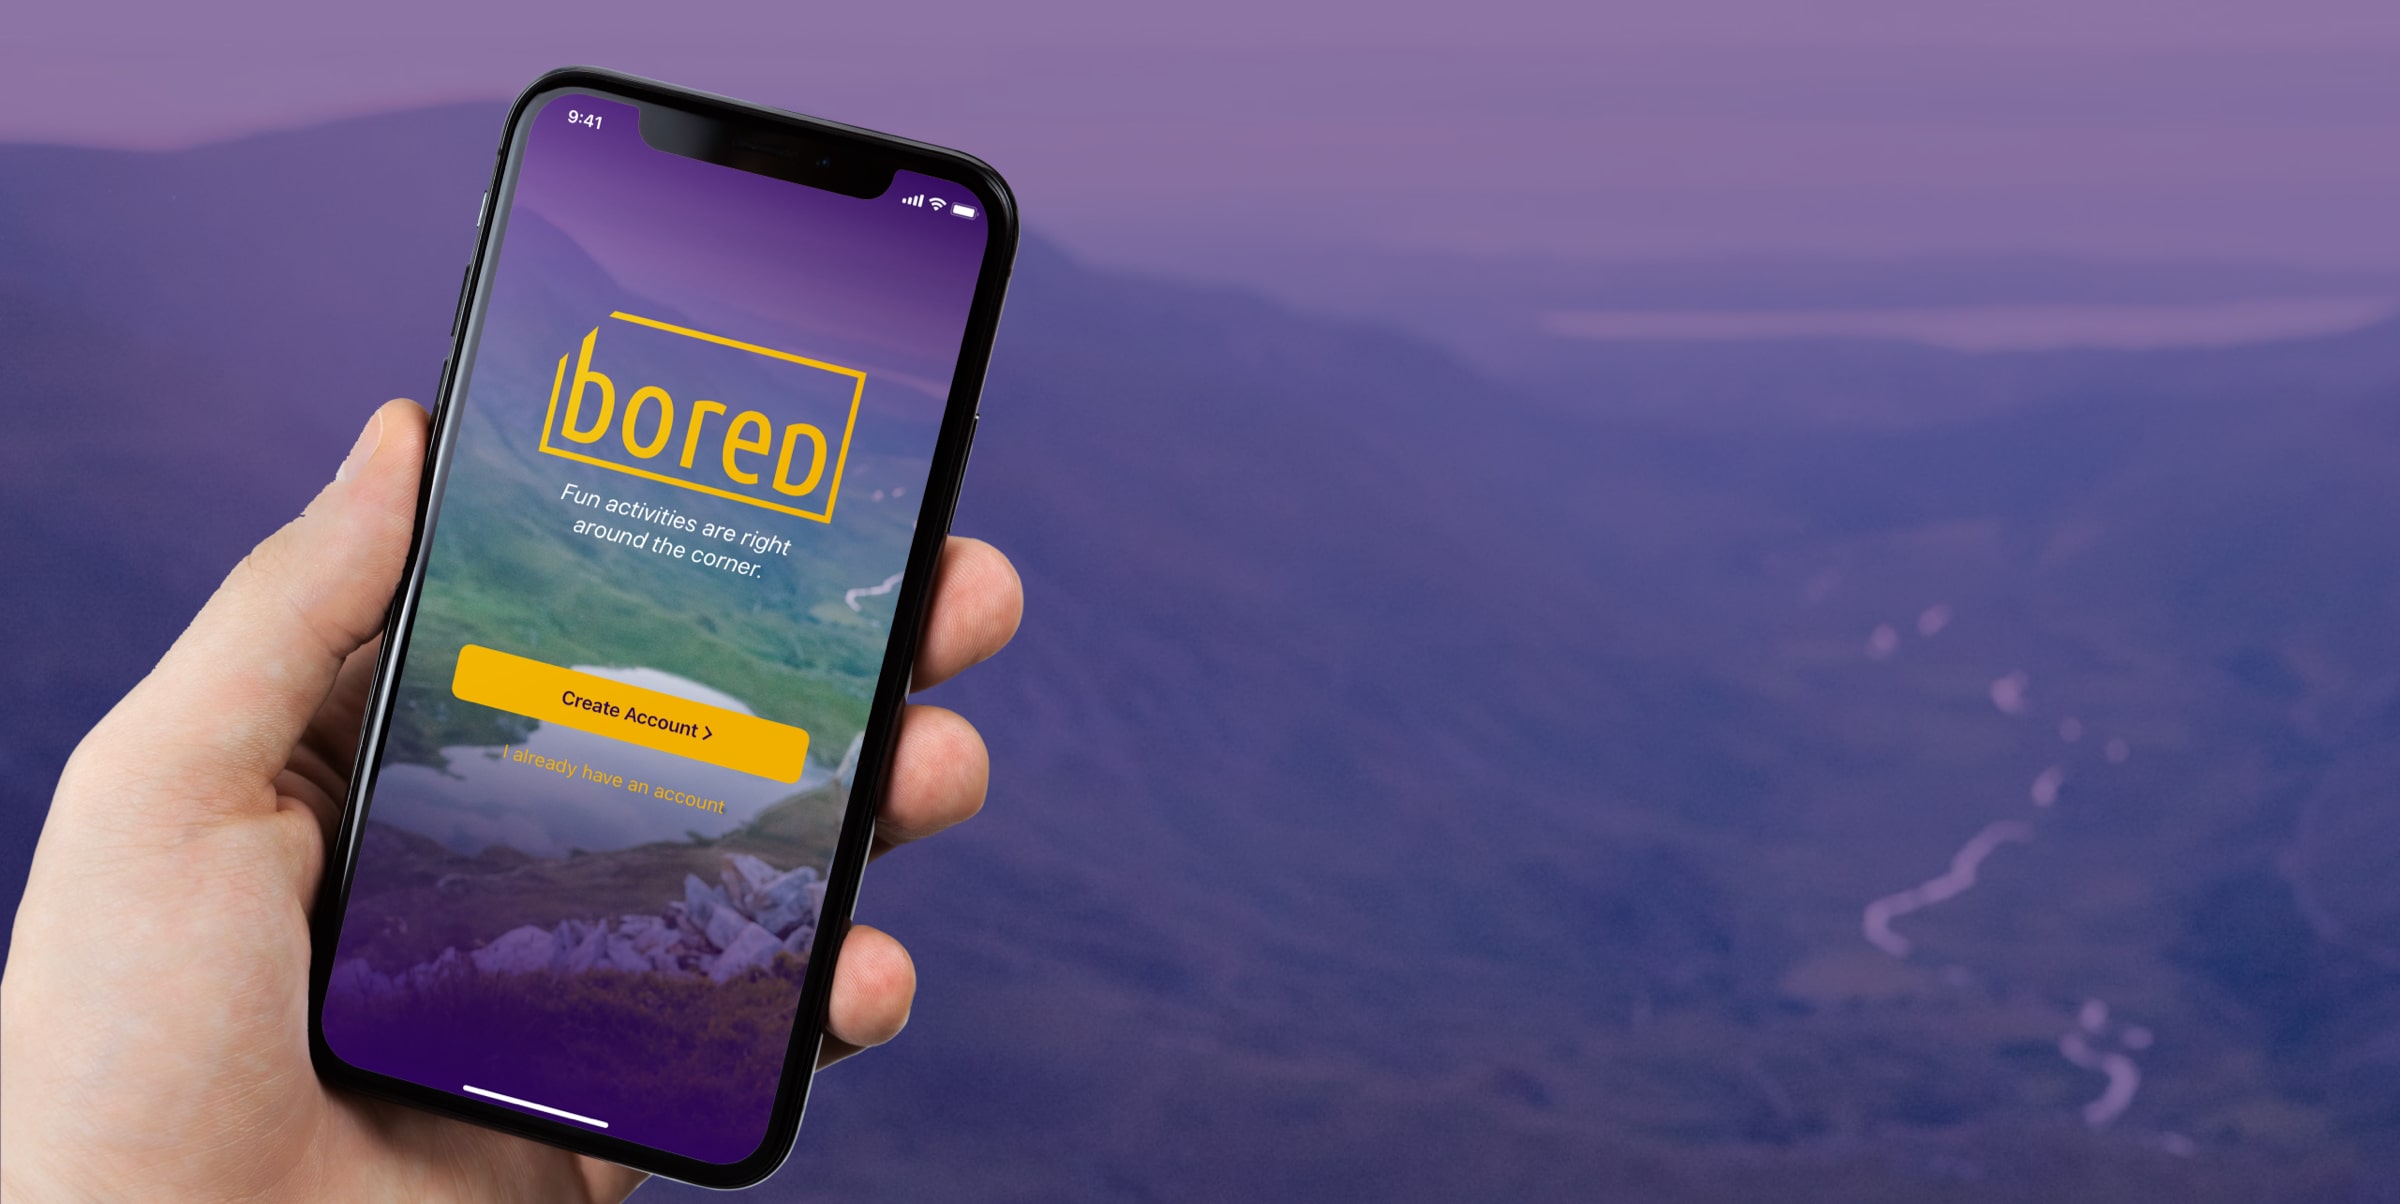 9:41
boreD
Fun activities are right
around the corner.
Create Account >
I already have an account